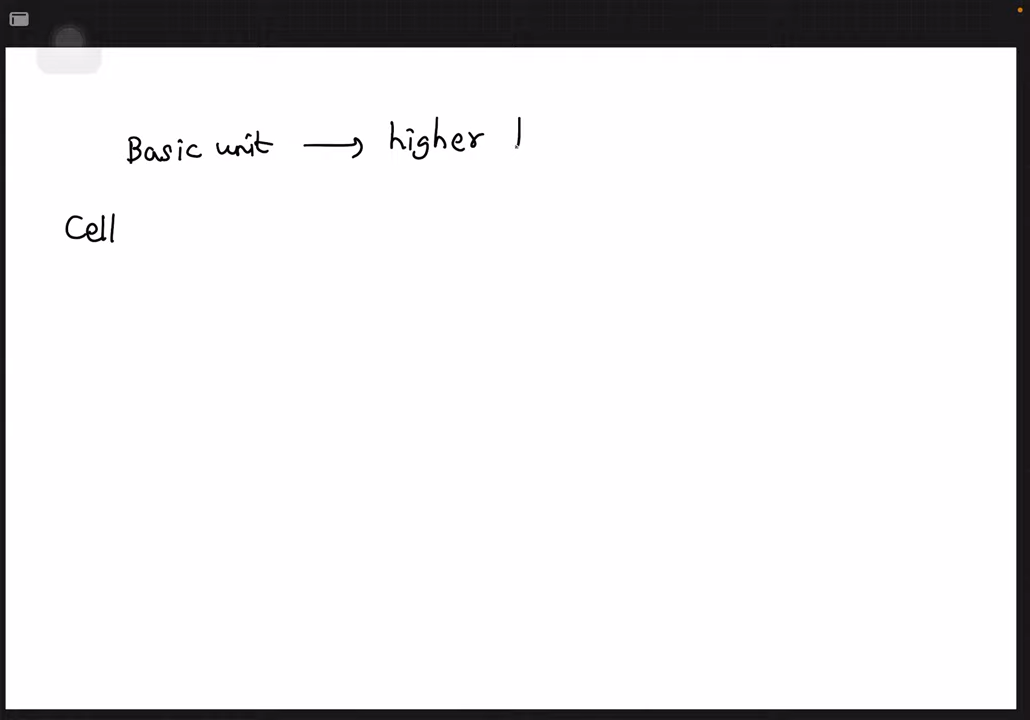 Basic unit → higher
Cell